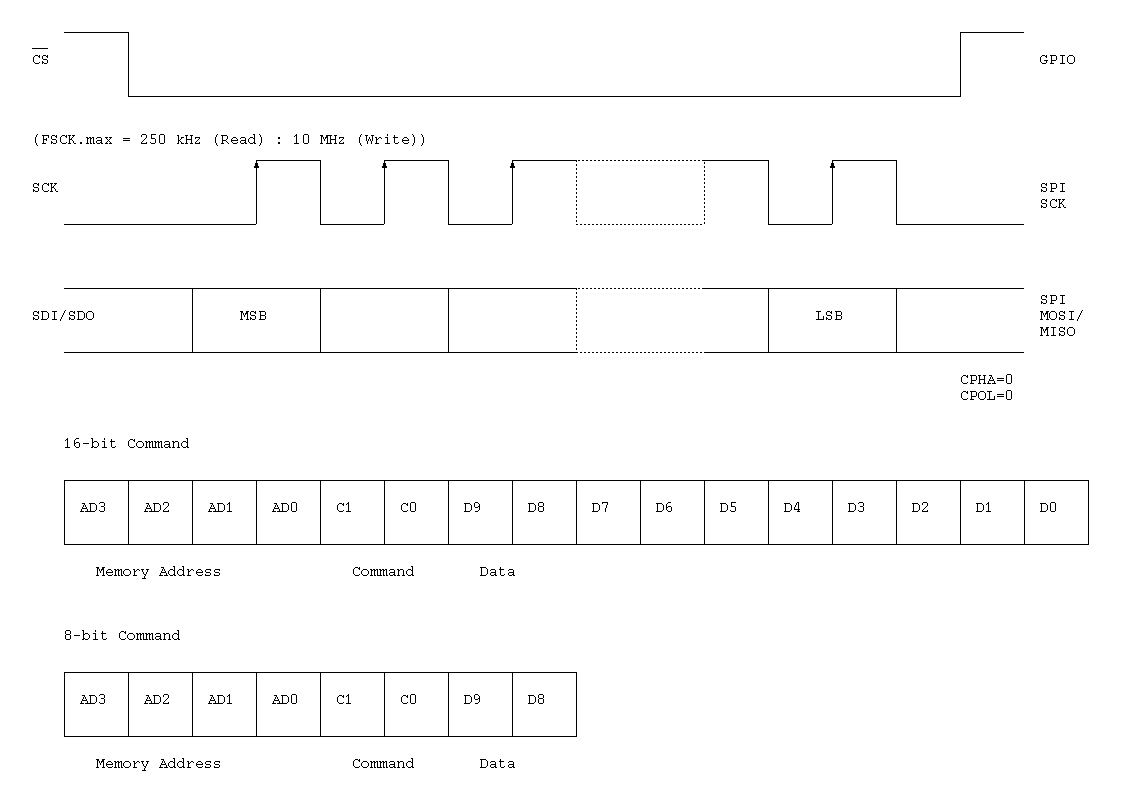 CS
GPIO
(FSCK.max = 250 kHz (Read) : 10 MHz (Write))
SCK
SPI
SCK
SDI/SDO
MSB
LSB
SPI
MOSI/
MISO
CPHA=0
CPOL=0
16-bit Command
AD3 AD2 AD1 AD0 C1 C0 D9 D8 D7 D6 D5 D4 D3 D2 D1 D0
Memory Address Command Data
8-bit Command
AD3 AD2 AD1 AD0 C1 C0 D9 D8
Memory Address Command Data